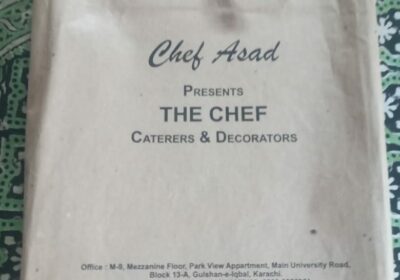 Chef Asad
PRESENTS
THE CHEF
CATERERS & DECORATORS
Office : M-9, Mezzanine Floor, Park View Appartment, Main University Road,
Block 13-A, Gulshan-e-Iqbal, Karachi.